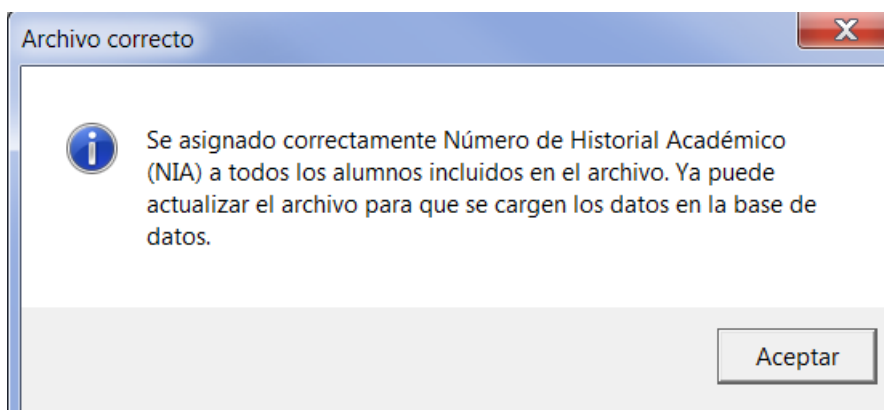 Archivo correcto
Se asignado correctamente Número de Historial Académico
(NIA) a todos los alumnos incluidos en el archivo. Ya puede
actualizar el archivo para que se cargen los datos en la base de
datos.
Aceptar